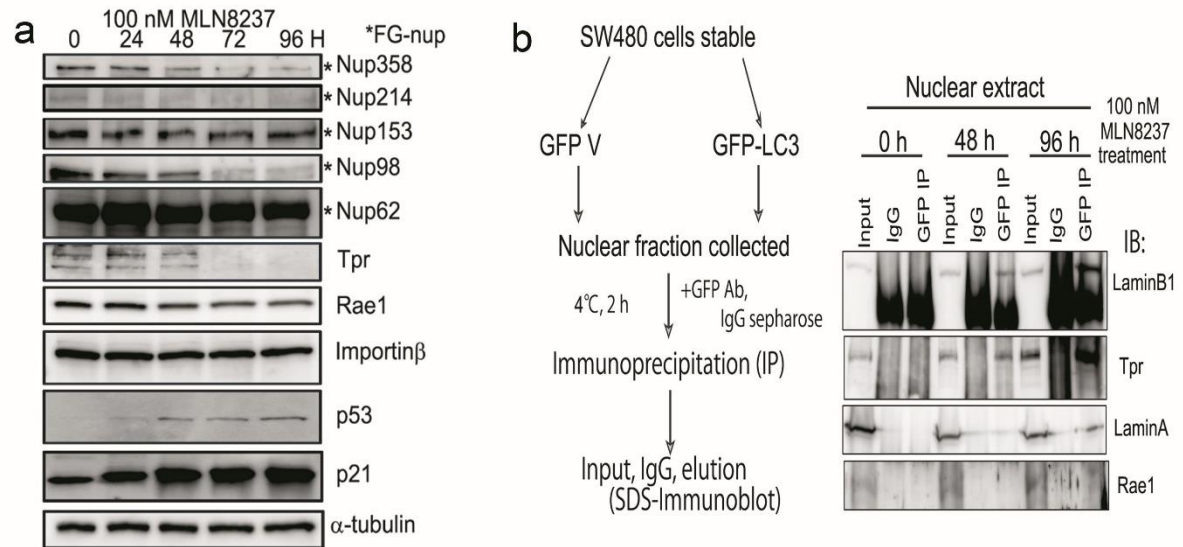 a
100 nM MLN8237
0 24 48 72 96 H
*FG-nup
* Nup358
* Nup214
* Nup153
* Nup98
* Nup62
Tpr
Rae1
Importinβ
p53
p21
α-tubulin
b
SW480 cells stable
GFP V
GFP-LC3
Nuclear fraction collected
4°C, 2 h
+GFP Ab,
IgG sepharose
Immunoprecipitation (IP)
Input, IgG, elution
(SDS-Immunoblot)
Nuclear extract
100 nM
MLN8237
treatment
0 h 48 h 96 h
Input IgG GFP IP Input IgG GFP IP Input IgG GFP IP
IB:
LaminB1
Tpr
LaminA
Rae1